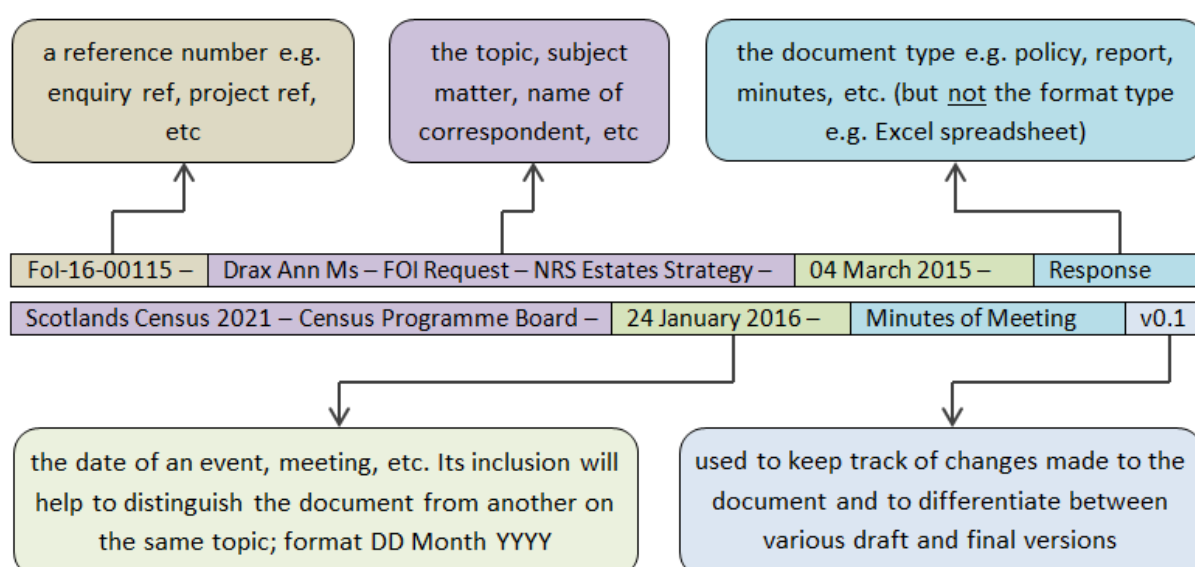 a reference number e.g.
enquiry ref, project ref,
etc
the topic, subject
matter, name of
correspondent, etc
the document type e.g. policy, report,
minutes, etc. (but not the format type
e.g. Excel spreadsheet)
FoI-16-00115 – Drax Ann Ms – FOI Request – NRS Estates Strategy – 04 March 2015 – Response
Scotlands Census 2021 – Census Programme Board – 24 January 2016 – Minutes of Meeting v0.1
the date of an event, meeting, etc. Its inclusion will
help to distinguish the document from another on
the same topic; format DD Month YYYY
used to keep track of changes made to the
document and to differentiate between
various draft and final versions